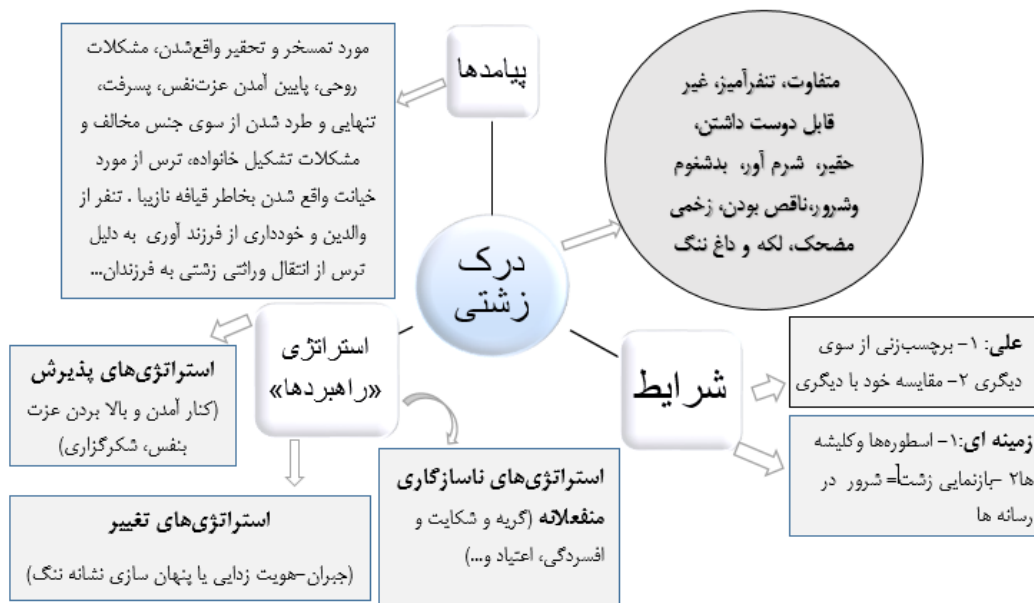 پیامدها
مورد تمسخر و تحقیر واقع‌شدن، مشکلات
روحی، پایین آمدن عزت‌نفس، پسرفت،
تنهایی و طرد شدن از سوی جنس مخالف و
مشکلات تشکیل خانواده، ترس از مورد
خیانت واقع شدن بخاطر قیافه نازیبا . تنفر از
والدین و خودداری از فرزند آوری به دلیل
ترس از انتقال وراثتی زشتی به فرزندان...
متفاوت، تنفرآمیز، غیر
قابل دوست داشتن،
حقیر، شرم آور، بدشغوم
وشرور،ناقص بودن، زخمی
مضحک، لکه و داغ ننگ
درک
زشتی
شرایط
علی: ۱- برچسب‌زنی از سوی
دیگری ۲- مقایسه خود با دیگری
زمینه ای:۱- اسطوره‌ها وکلیشه
ها۲ -بازنمایی زشت= شرور در
رسانه ها
استراتژی
«راهبردها»
استراتژی‌های پذیرش
(کنار آمدن و بالا بردن عزت
بنفس، شکرگزاری)
استراتژی‌های تغییر
(جبران-هویت زدایی یا پنهان سازی نشانه ننگ)
استراتژی‌های ناسازگاری
منفعلانه (گریه و شکایت و
افسردگی، اعتیاد و...)